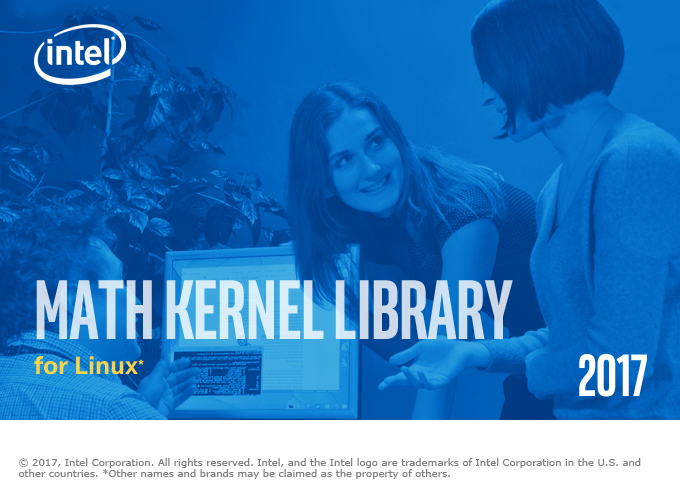 intel
MATH KERNEL LIBRARY
for Linux*
2017
© 2017, Intel Corporation. All rights reserved. Intel, and the Intel logo are trademarks of Intel Corporation in the U.S. and
other countries. *Other names and brands may be claimed as the property of others.